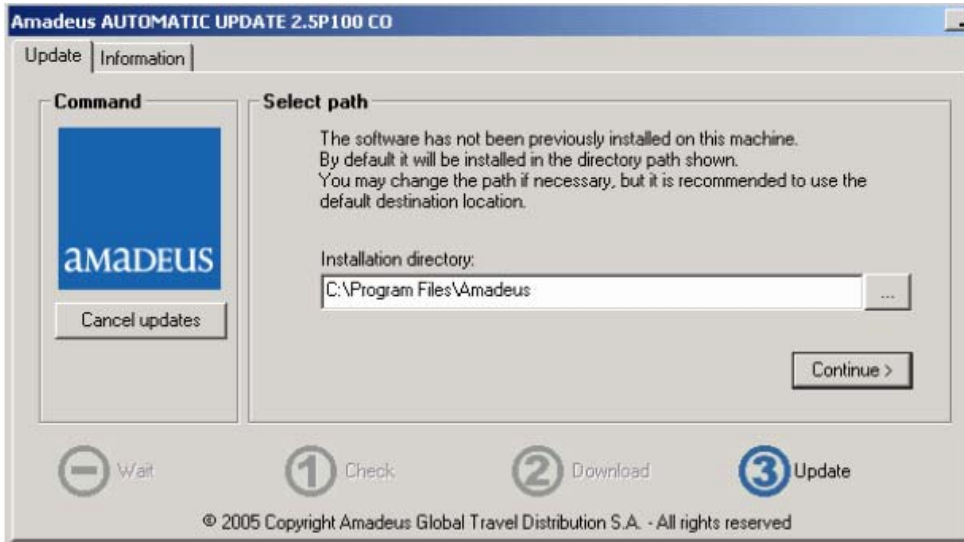 Amadeus AUTOMATIC UPDATE 2.5P100 CO
Update Information
Command
Select path
The software has not been previously installed on this machine.
By default it will be installed in the directory path shown.
You may change the path if necessary, but it is recommended to use the
default destination location.
amadeus
Installation directory:
C:\Program Files\Amadeus
...
Cancel updates
Continue >
Wait
1 Check
2 Download
3 Update
© 2005 Copyright Amadeus Global Travel Distribution S.A. - All rights reserved